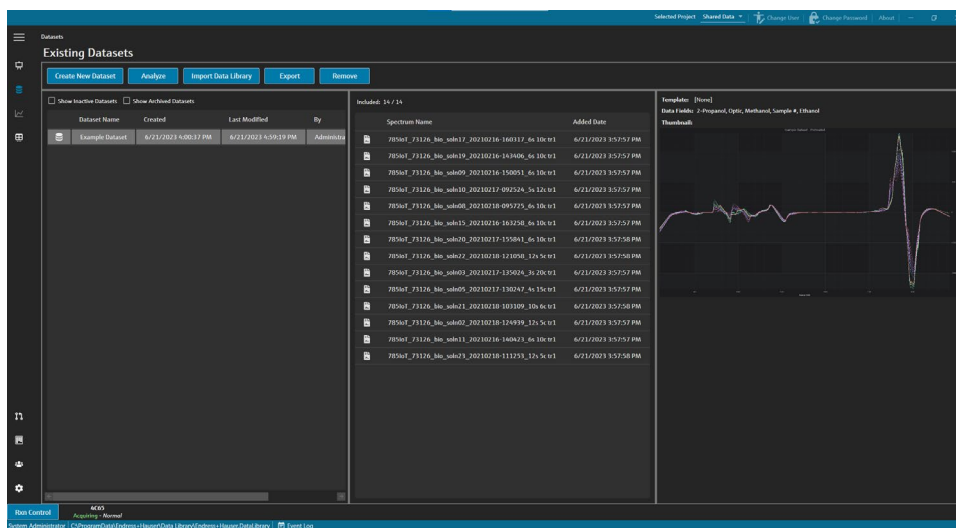 Selected Project Shared Data Change User Change Password About
Datasets
Existing Datasets
Create New Dataset Analyze Import Data Library Export Remove
Show Inactive Datasets Show Archived Datasets
Dataset Name Created Last Modified By
Example Dataset 6/21/2023 4:00:37 PM 6/21/2023 4:59:19 PM Administra
Included: 14 / 14
Spectrum Name Added Date
785IoT_73126_bio_soln17_20210216-160317_6s 10c tr1 6/21/2023 3:57:57 PM
785IoT_73126_bio_soln19_20210216-143406_6s 10c tr1 6/21/2023 3:57:57 PM
785IoT_73126_bio_soln09_20210216-150051_6s 10c tr1 6/21/2023 3:57:57 PM
785IoT_73126_bio_soln10_20210217-092524_5s 12c tr1 6/21/2023 3:57:57 PM
785IoT_73126_bio_soln08_20210218-095725_6s 10c tr1 6/21/2023 3:57:57 PM
785IoT_73126_bio_soln15_20210216-163258_6s 10c tr1 6/21/2023 3:57:57 PM
785IoT_73126_bio_soln20_20210217-155841_6s 10c tr1 6/21/2023 3:57:58 PM
785IoT_73126_bio_soln22_20210218-121058_12s 5c tr1 6/21/2023 3:57:58 PM
785IoT_73126_bio_soln03_20210217-135024_3s 20c tr1 6/21/2023 3:57:57 PM
785IoT_73126_bio_soln05_20210217-130247_4s 15c tr1 6/21/2023 3:57:57 PM
785IoT_73126_bio_soln21_20210218-103109_10s 6c tr1 6/21/2023 3:57:58 PM
785IoT_73126_bio_soln02_20210218-124939_12s 5c tr1 6/21/2023 3:57:57 PM
785IoT_73126_bio_soln11_20210216-140423_6s 10c tr1 6/21/2023 3:57:57 PM
785IoT_73126_bio_soln23_20210218-111253_12s 5c tr1 6/21/2023 3:57:58 PM
Template: [None]
Data Fields: 2-Propanol, Optic, Methanol, Sample #, Ethanol
Thumbnail:
Rxn Control
4C65
Acquiring - Normal
System Administrator C:\ProgramData\Endress+Hauser\Data Library\Endress+Hauser.DataLibrary Event Log